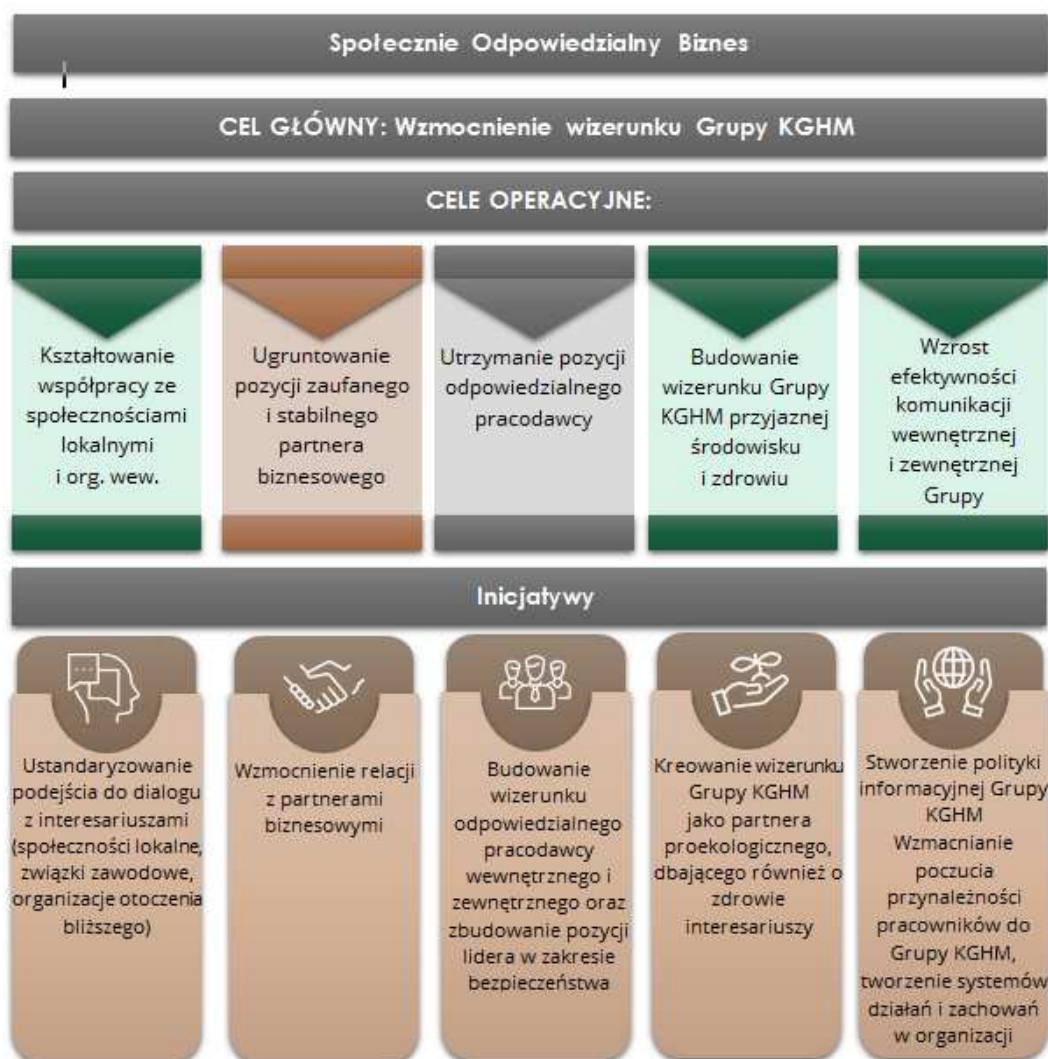 Społecznie Odpowiedzialny Biznes
CEL GŁÓWNY: Wzmocnienie wizerunku Grupy KGHM
CELE OPERACYJNE:
Kształtowanie
współpracy ze
społecznościami
lokalnymi
i org. wew.
Ugruntowanie
pozycji zaufanego
i stabilnego
partnera
biznesowego
Utrzymanie pozycji
odpowiedzialnego
pracodawcy
Budowanie
wizerunku Grupy
KGHM przyjaznej
środowisku
i zdrowiu
Wzrost
efektywności
komunikacji
wewnętrznej
i zewnętrznej
Grupy
Inicjatywy
Ustandaryzowanie
podejścia do dialogu
z interesariuszami
(społeczności lokalne,
związki zawodowe,
organizacje otoczenia
bliższego)
Wzmocnienie relacji
z partnerami
biznesowymi
Budowanie
wizerunku
odpowiedzialnego
pracodawcy
wewnętrznego i
zewnętrznego oraz
zbudowanie pozycji
lidera w zakresie
bezpieczeństwa
Kreowanie wizerunku
Grupy KGHM
jako partnera
proekologicznego,
dbającego również o
zdrowie
interesariuszy
Stworzenie polityki
informacyjnej Grupy
KGHM
Wzmacnianie
poczucia
przynależności
pracowników do
Grupy KGHM,
tworzenie systemów
działań i zachowań
w organizacji